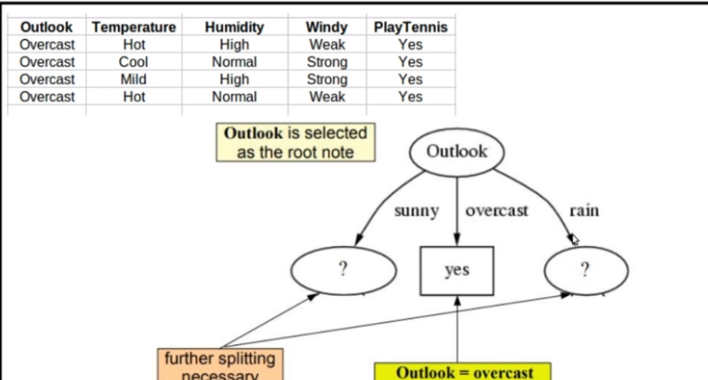 Outlook Temperature Humidity Windy PlayTennis
Overcast Hot High Weak Yes
Overcast Cool Normal Strong Yes
Overcast Mild High Strong Yes
Overcast Hot Normal Weak Yes
Outlook is selected
as the root note
Outlook
sunny overcast rain
? yes ?
further splitting
necessary
Outlook = overcast